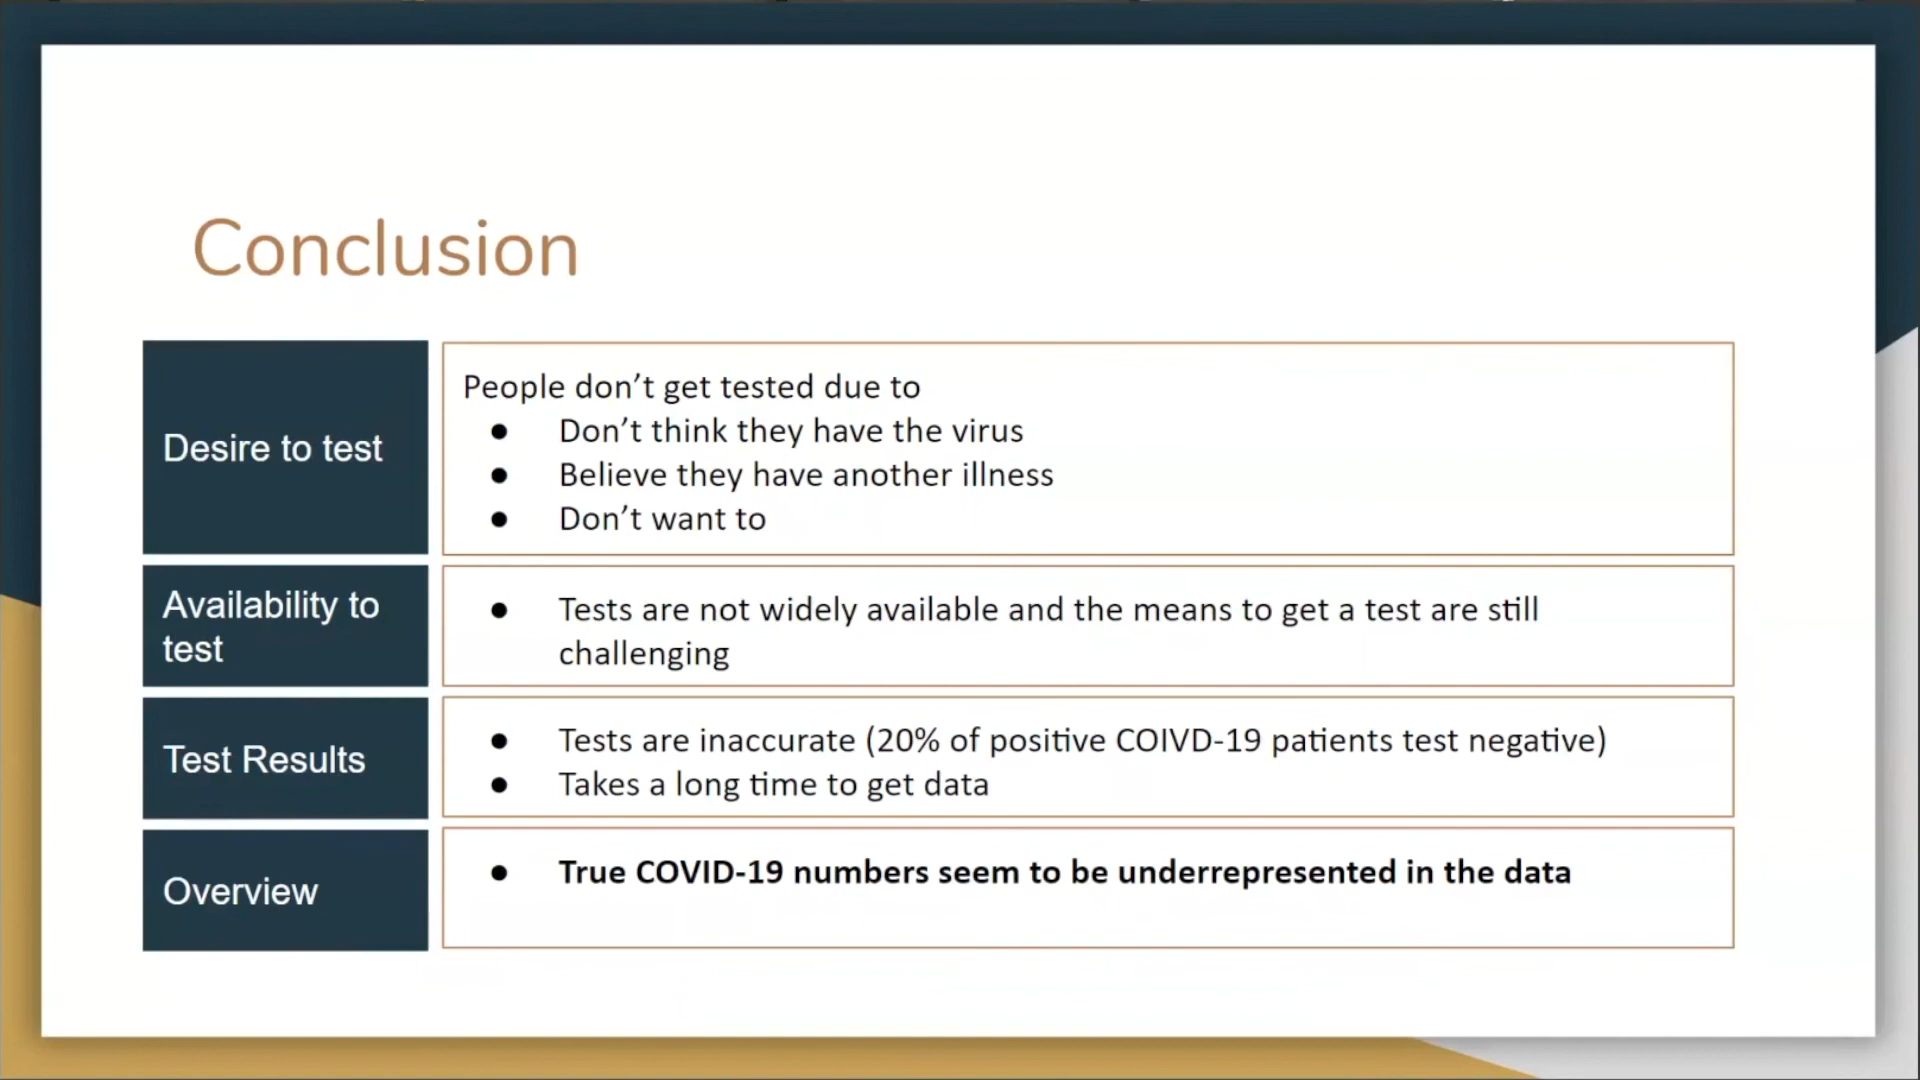 Conclusion
Desire to test
People don’t get tested due to
● Don’t think they have the virus
● Believe they have another illness
● Don’t want to
Availability to
test
● Tests are not widely available and the means to get a test are still
challenging
Test Results
● Tests are inaccurate (20% of positive COIVD-19 patients test negative)
● Takes a long time to get data
Overview
● True COVID-19 numbers seem to be underrepresented in the data